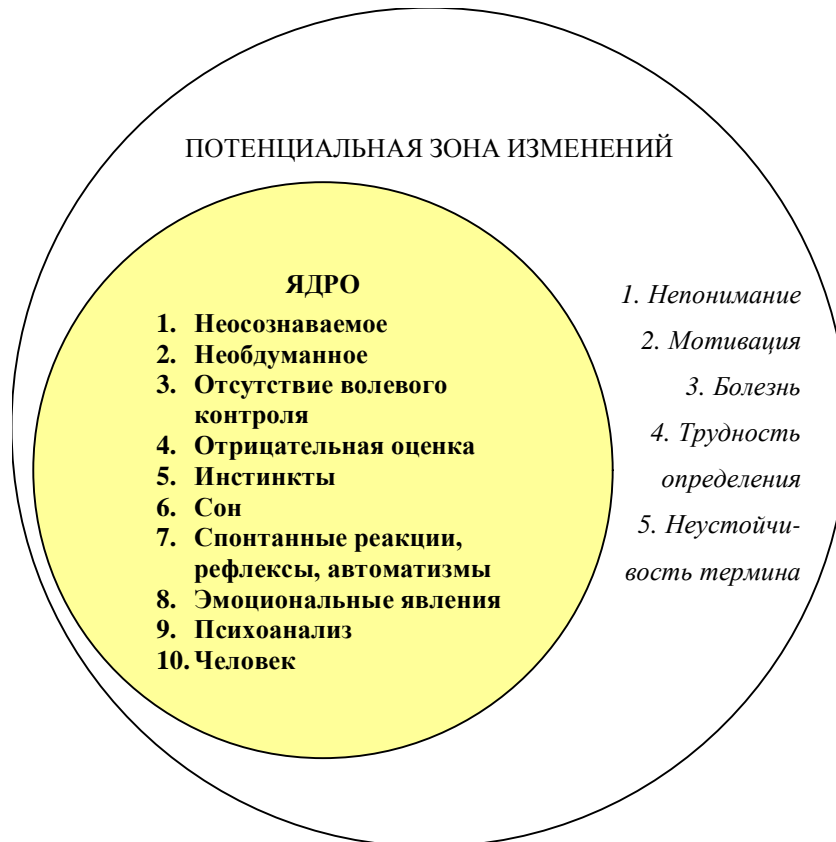 ПОТЕНЦИАЛЬНАЯ ЗОНА ИЗМЕНЕНИЙ
ЯДРО
1. Неосознаваемое
2. Необдуманное
3. Отсутствие волевого
контроля
4. Отрицательная оценка
5. Инстинкты
6. Сон
7. Спонтанные реакции,
рефлексы, автоматизмы
8. Эмоциональные явления
9. Психоанализ
10. Человек
1. Непонимание
2. Мотивация
3. Болезнь
4. Трудность
определения
5. Неустойчи-
вость термина